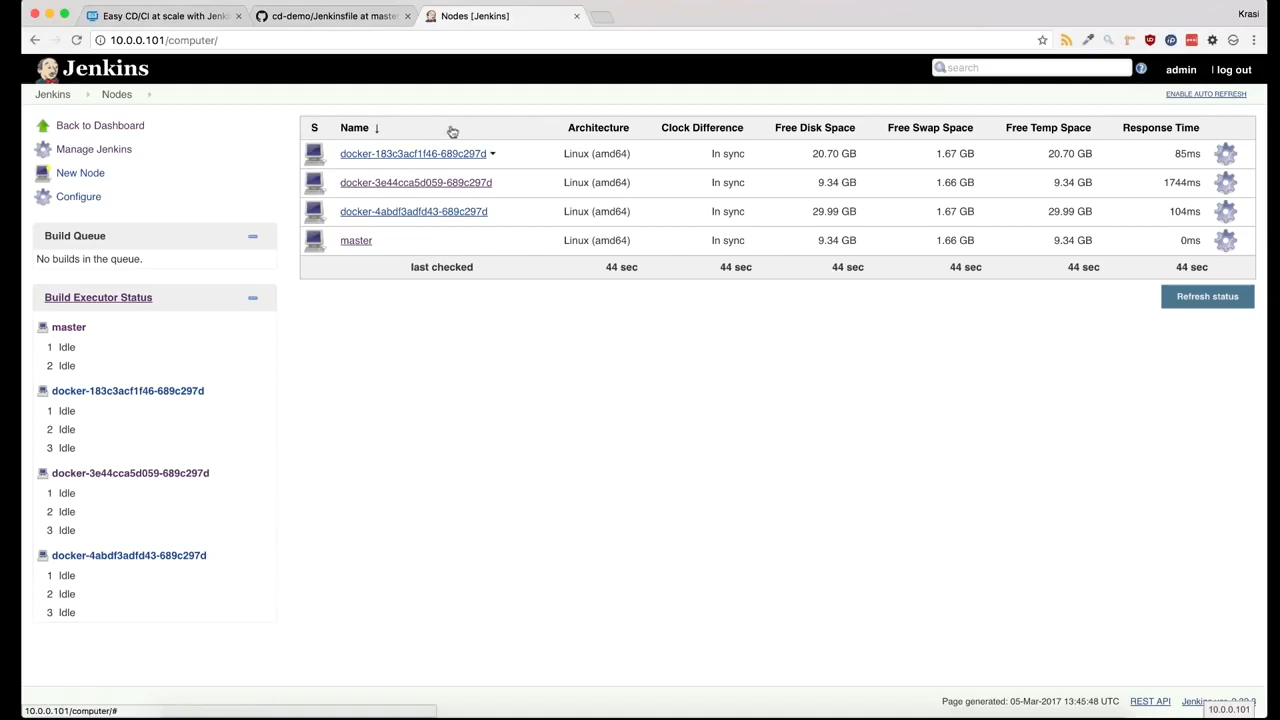 Easy CD/CI at scale with Jenki
cd-demo/Jenkinsfile at master
Nodes [Jenkins]
Krasi
10.0.0.101/computer/
Jenkins
search
admin
log out
Jenkins
Nodes
ENABLE AUTO REFRESH
Back to Dashboard
Manage Jenkins
New Node
Configure
Build Queue
No builds in the queue.
Build Executor Status
master
1 Idle
2 Idle
docker-183c3acf1f46-689c297d
1 Idle
2 Idle
3 Idle
docker-3e44cca5d059-689c297d
1 Idle
2 Idle
3 Idle
docker-4abdf3adfd43-689c297d
1 Idle
2 Idle
3 Idle
S Name ↓ Architecture Clock Difference Free Disk Space Free Swap Space Free Temp Space Response Time
docker-183c3acf1f46-689c297d Linux (amd64) In sync 20.70 GB 1.67 GB 20.70 GB 85ms
docker-3e44cca5d059-689c297d Linux (amd64) In sync 9.34 GB 1.66 GB 9.34 GB 1744ms
docker-4abdf3adfd43-689c297d Linux (amd64) In sync 29.99 GB 1.67 GB 29.99 GB 104ms
master Linux (amd64) In sync 9.34 GB 1.66 GB 9.34 GB 0ms
last checked 44 sec 44 sec 44 sec 44 sec 44 sec 44 sec
Refresh status
Page generated: 05-Mar-2017 13:45:48 UTC REST API Jenkins
10.0.0.101/computer/#
10.0.0.101